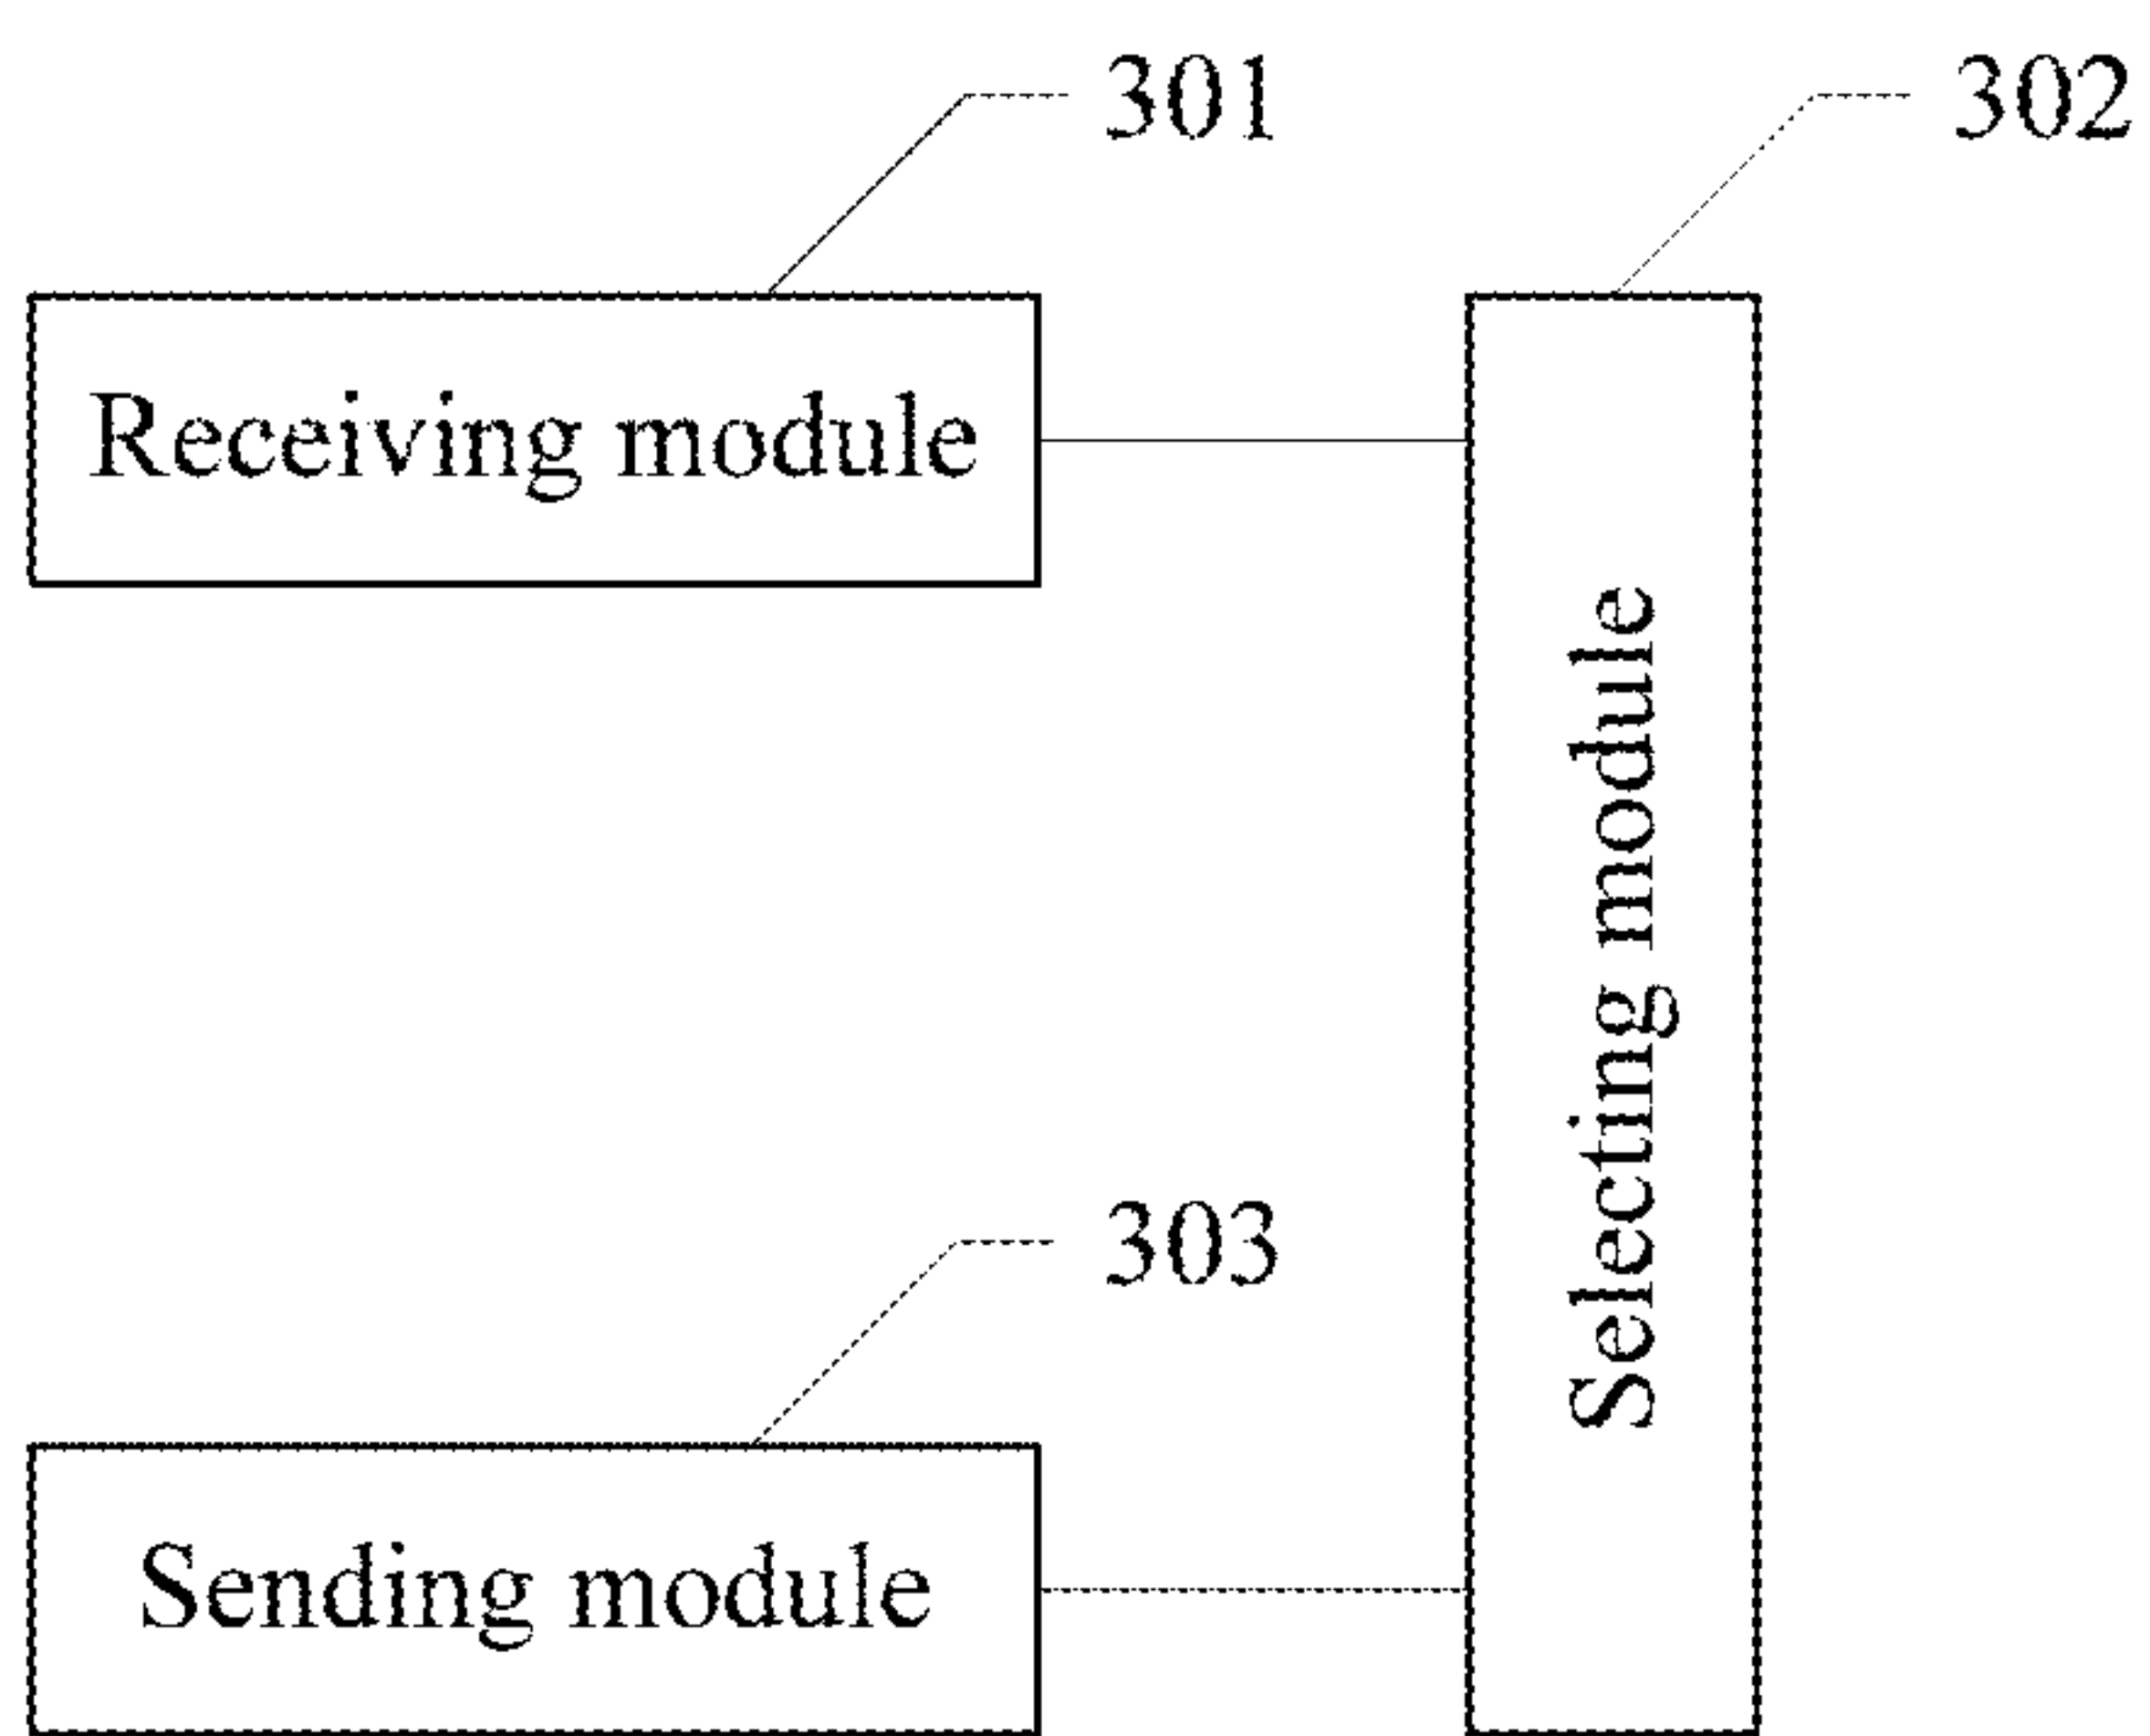 301
302
Receiving module
Selecting module
303
Sending module